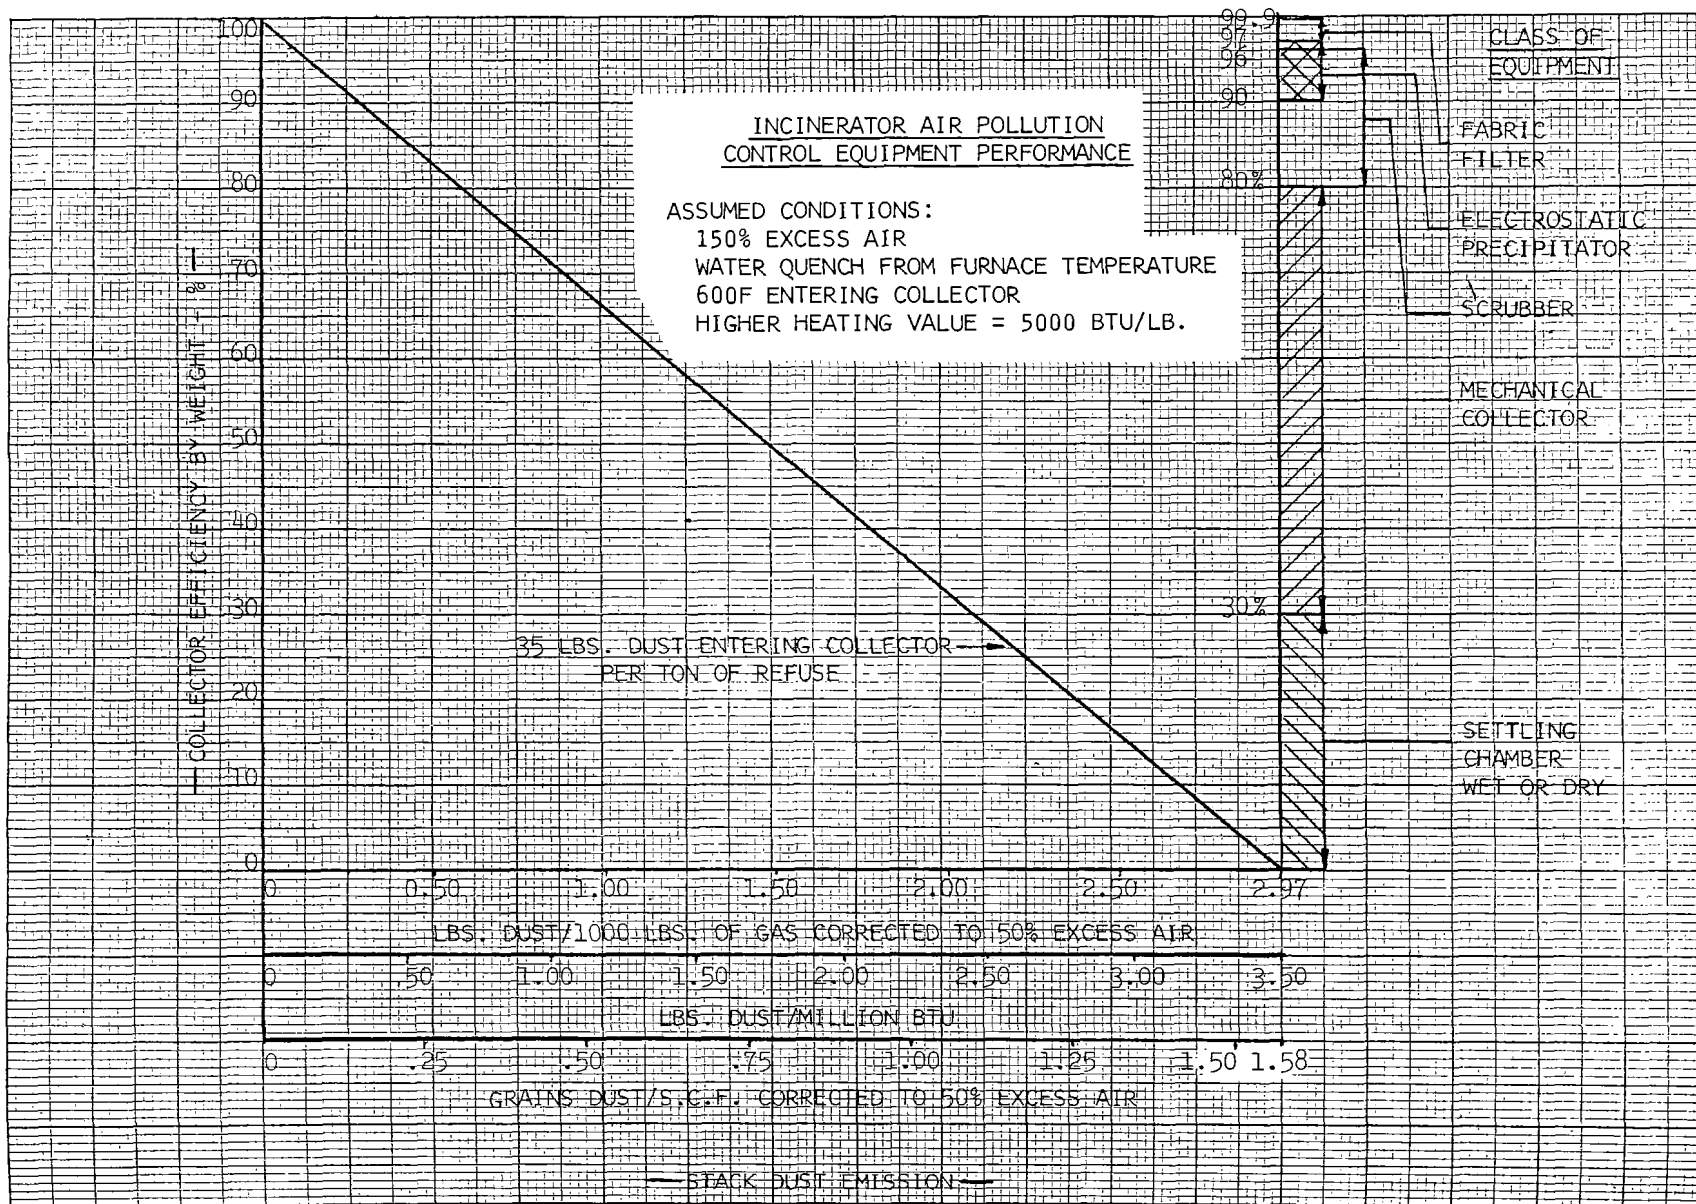 INCINERATOR AIR POLLUTION
CONTROL EQUIPMENT PERFORMANCE
ASSUMED CONDITIONS:
150% EXCESS AIR
WATER QUENCH FROM FURNACE TEMPERATURE
600F ENTERING COLLECTOR
HIGHER HEATING VALUE = 5000 BTU/LB.
COLLECTOR EFFICIENCY BY WEIGHT - %
100
90
80
70
60
50
40
30
20
10
0
35 LBS. DUST ENTERING COLLECTOR
PER TON OF REFUSE
99.9
97
96
90
80%
30%
CLASS OF
EQUIPMENT
FABRIC
FILTER
ELECTROSTATIC
PRECIPITATOR
SCRUBBER
MECHANICAL
COLLECTOR
SETTLING
CHAMBER
WET OR DRY
0 0.50 1.00 1.50 2.00 2.50 2.97
LBS. DUST/1000 LBS. OF GAS CORRECTED TO 50% EXCESS AIR
0 .50 1.00 1.50 2.00 2.50 3.00 3.50
LBS. DUST/MILLION BTU
0 .25 .50 .75 1.00 1.25 1.50 1.58
GRAINS DUST/S.C.F. CORRECTED TO 50% EXCESS AIR
STACK DUST EMISSION